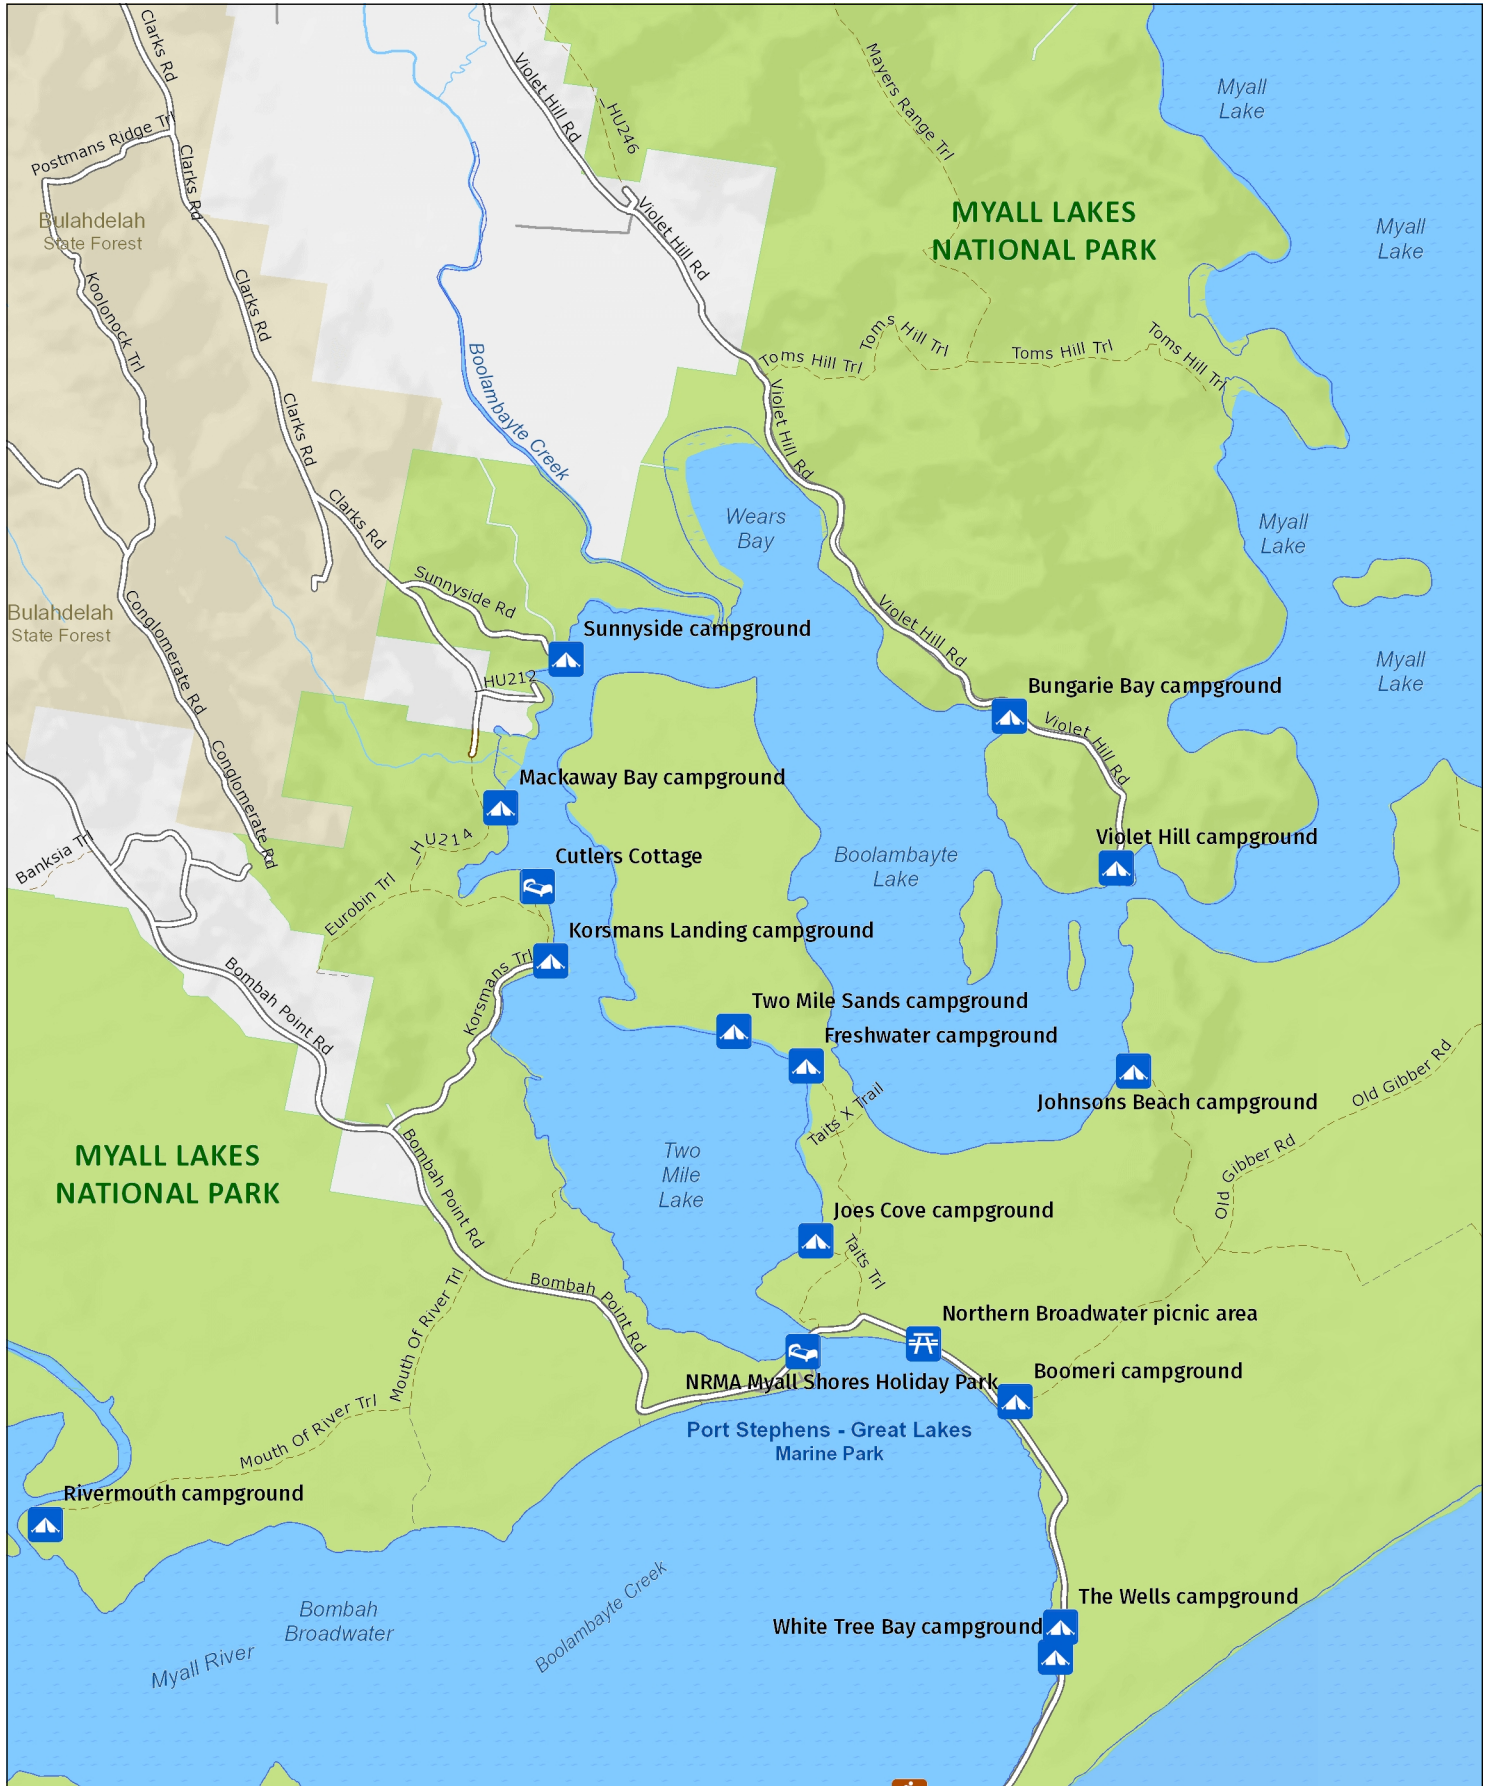 Clarks Rd
Violet Hill Rd
HU246
Mayers Range Trl
Myall
Lake
Postmans Ridge Trl
Clarks Rd
Bulahdelah
State Forest
Violet Hill Rd
MYALL LAKES
NATIONAL PARK
Myall
Lake
Koolonock Trl
Clarks Rd
Boolambayte Creek
Toms Hill Trl
Toms Hill Trl
Toms Hill Trl
Toms Hill Trl
Violet Hill Rd
Clarks Rd
Clarks Rd
Wears
Bay
Myall
Lake
Sunnyside Rd
Bulahdelah
State Forest
Conglomerate Rd
Sunnyside campground
Violet Hill Rd
Myall
Lake
HU212
Bungarie Bay campground
Violet Hill Rd
Conglomerate Rd
Mackaway Bay campground
HU214
Violet Hill campground
Banksia Trl
Cutlers Cottage
Boolambayte
Lake
Eurobin Trl
Korsmans Landing campground
Korsmans Trl
Bombah Point Rd
Two Mile Sands campground
Freshwater campground
Johnsons Beach campground
Old Gibber Rd
Taits X Trail
MYALL LAKES
NATIONAL PARK
Two
Mile
Lake
Bombah Point Rd
Old Gibber Rd
Joes Cove campground
Taits Trl
Bombah Point Rd
Mouth Of River Trl
Northern Broadwater picnic area
NRMA Myall Shores Holiday Park
Boomeri campground
Mouth Of River Trl
Port Stephens - Great Lakes
Marine Park
Rivermouth campground
The Wells campground
White Tree Bay campground
Bombah
Broadwater
Boolambayte Creek
Myall River